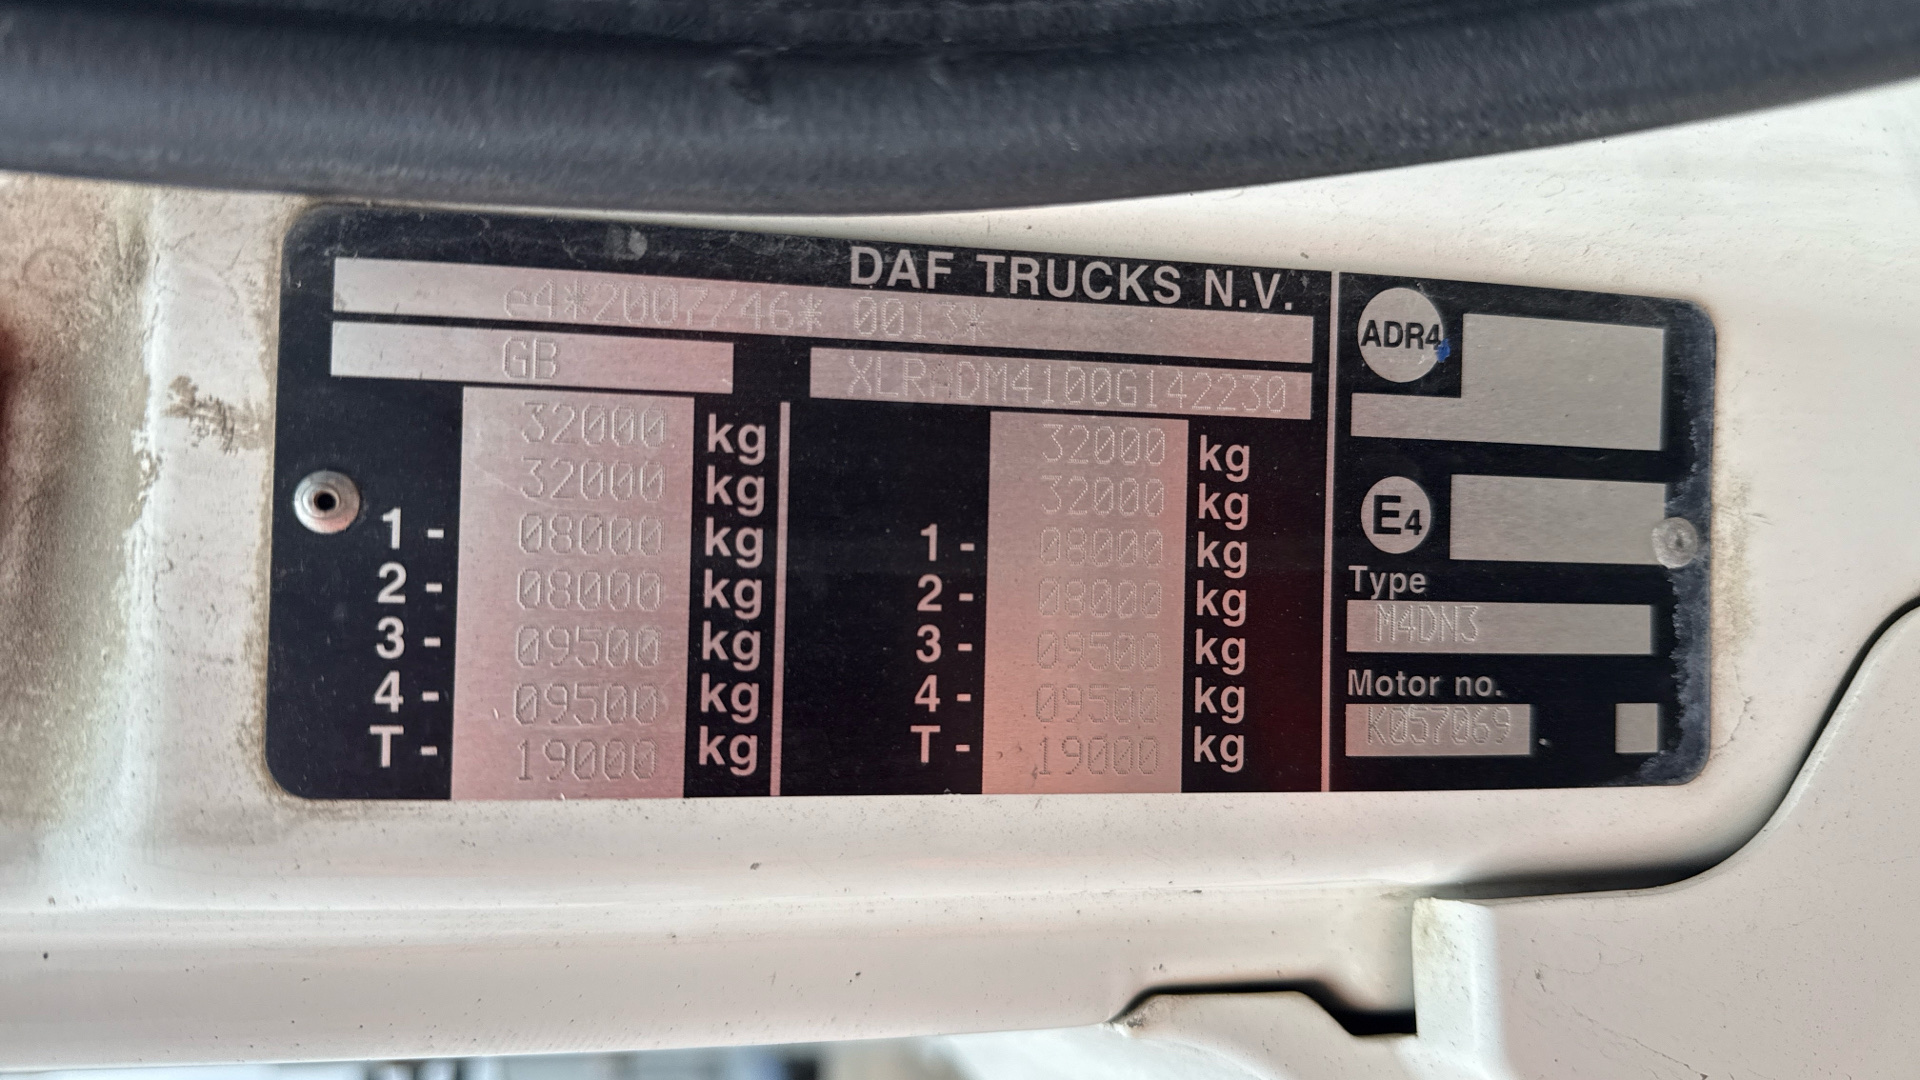 DAF TRUCKS N.V.
e4*2007/46* 0013*
GB XLRADM4100G142230
32000 kg 32000 kg
32000 kg 32000 kg
1 - 08000 kg 1 - 08000 kg
2 - 08000 kg 2 - 08000 kg
3 - 09500 kg 3 - 09500 kg
4 - 09500 kg 4 - 09500 kg
T - 19000 kg T - 19000 kg
ADR4
E4
Type
M4DN3
Motor no.
K057069